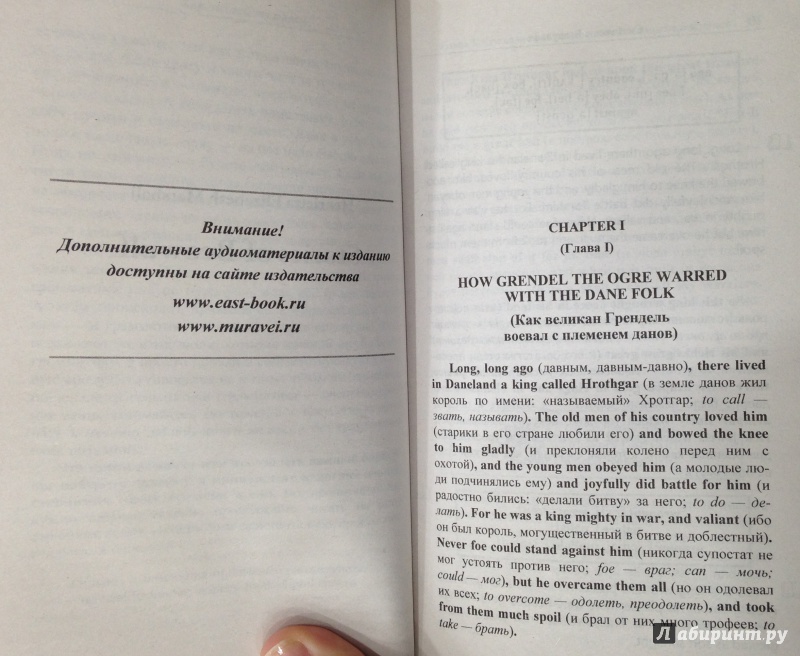 Внимание!
Дополнительные аудиоматериалы к изданию
доступны на сайте издательства
www.east-book.ru
www.muravei.ru
CHAPTER I
(Глава I)
HOW GRENDEL THE OGRE WARRED
WITH THE DANE FOLK
(Как великан Грендель
воевал с племенем данов)
Long, long ago (давным, давным-давно), there lived
in Daneland a king called Hrothgar (в земле данов жил
король по имени: «называемый» Хротгар; to call —
звать, называть). The old men of his country loved him
(старики в его стране любили его) and bowed the knee
to him gladly (и преклоняли колено перед ним с
охотой), and the young men obeyed him (а молодые лю-
ди подчинялись ему) and joyfully did battle for him (и
радостно бились: «делали битву» за него; to do — де-
лать). For he was a king mighty in war, and valiant (ибо
он был король, могущественный в битве и доблестный).
Never foe could stand against him (никогда супостат не
мог устоять против него; foe — враг; can — мочь;
could — мог), but he overcame them all (но он одолевал
их всех; to overcome — одолеть, преодолеть), and took
from them much spoil (и брал от них много трофеев; to
take — брать).
Лабиринт.ру